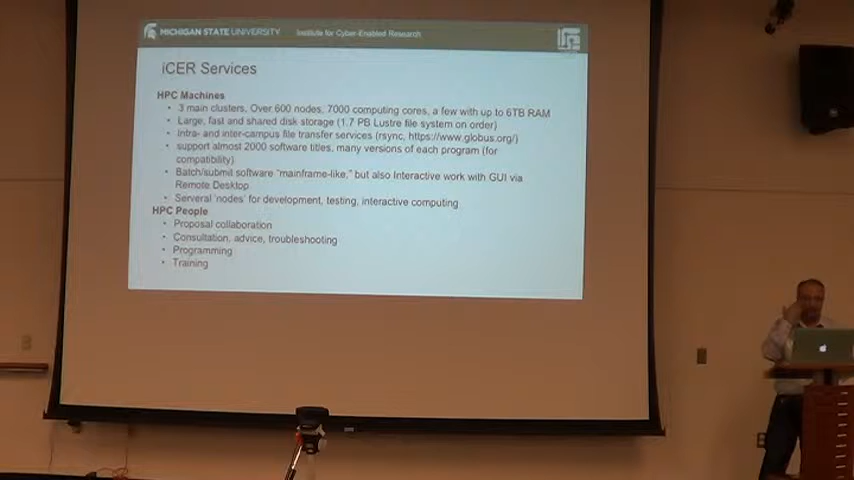 MICHIGAN STATE UNIVERSITY Institute for Cyber-Enabled Research
iCER Services
HPC Machines
• 3 main clusters, Over 600 nodes, 7000 computing cores, a few with up to 6TB RAM
• Large, fast and shared disk storage (1.7 PB Lustre file system on order)
• Intra- and inter-campus file transfer services (rsync, https://www.globus.org/)
• support almost 2000 software titles, many versions of each program (for
compatibility)
• Batch/submit software "mainframe-like," but also Interactive work with GUI via
Remote Desktop
• Serveral 'nodes' for development, testing, interactive computing
HPC People
• Proposal collaboration
• Consultation, advice, troubleshooting
• Programming
• Training